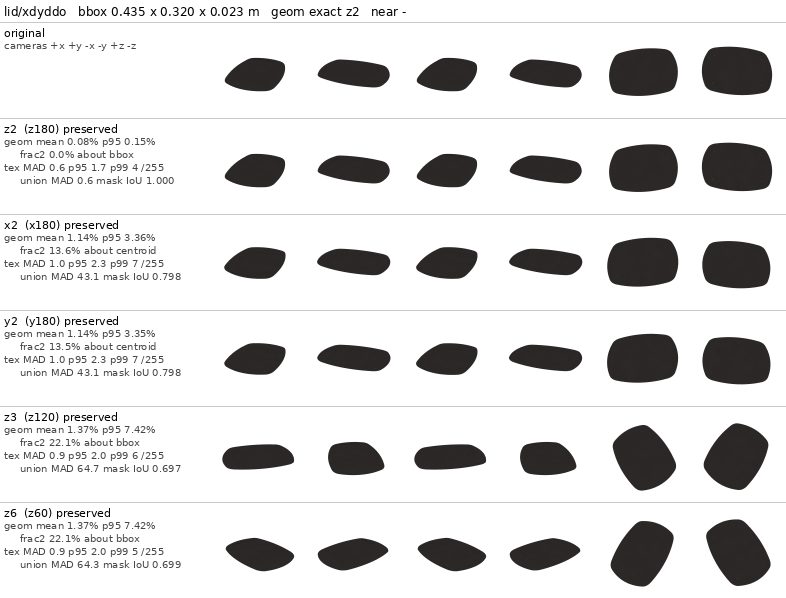 lid/xdyddo   bbox 0.435 x 0.320 x 0.023 m   geom exact z2   near -
original
cameras +x +y -x -y +z -z
z2  (z180) preserved
geom mean 0.08% p95 0.15%
frac2 0.0% about bbox
tex MAD 0.6 p95 1.7 p99 4 /255
union MAD 0.6 mask IoU 1.000
x2  (x180) preserved
geom mean 1.14% p95 3.36%
frac2 13.6% about centroid
tex MAD 1.0 p95 2.3 p99 7 /255
union MAD 43.1 mask IoU 0.798
y2  (y180) preserved
geom mean 1.14% p95 3.35%
frac2 13.5% about centroid
tex MAD 1.0 p95 2.3 p99 7 /255
union MAD 43.1 mask IoU 0.798
z3  (z120) preserved
geom mean 1.37% p95 7.42%
frac2 22.1% about bbox
tex MAD 0.9 p95 2.0 p99 6 /255
union MAD 64.7 mask IoU 0.697
z6  (z60) preserved
geom mean 1.37% p95 7.42%
frac2 22.1% about bbox
tex MAD 0.9 p95 2.0 p99 5 /255
union MAD 64.3 mask IoU 0.699